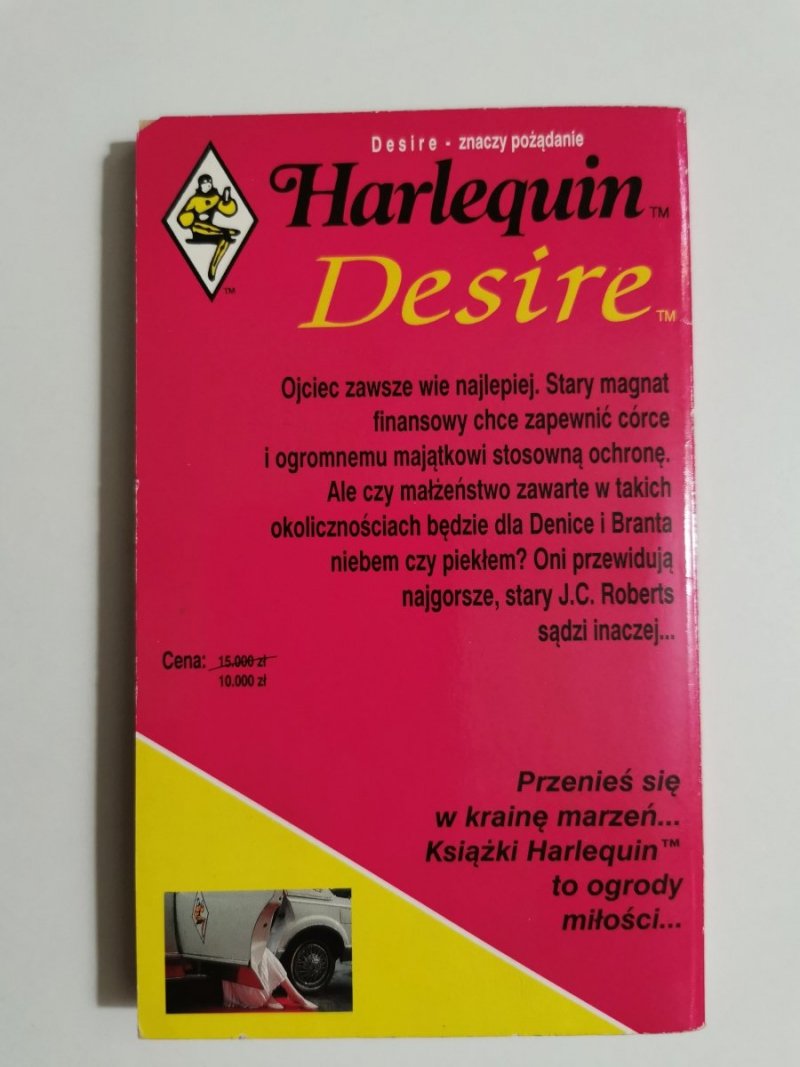 Desire - znaczy pożądanie
Harlequin™
Desire™
™
Ojciec zawsze wie najlepiej. Stary magnat
finansowy chce zapewnić córce
i ogromnemu majątkowi stosowną ochronę.
Ale czy małżeństwo zawarte w takich
okolicznościach będzie dla Denice i Branta
niebem czy piekłem? Oni przewidują
najgorsze, stary J.C. Roberts
sądzi inaczej...
Cena: 15.000 zł
10.000 zł
Przenieś się
w krainę marzeń...
Książki Harlequin™
to ogrody
miłości...